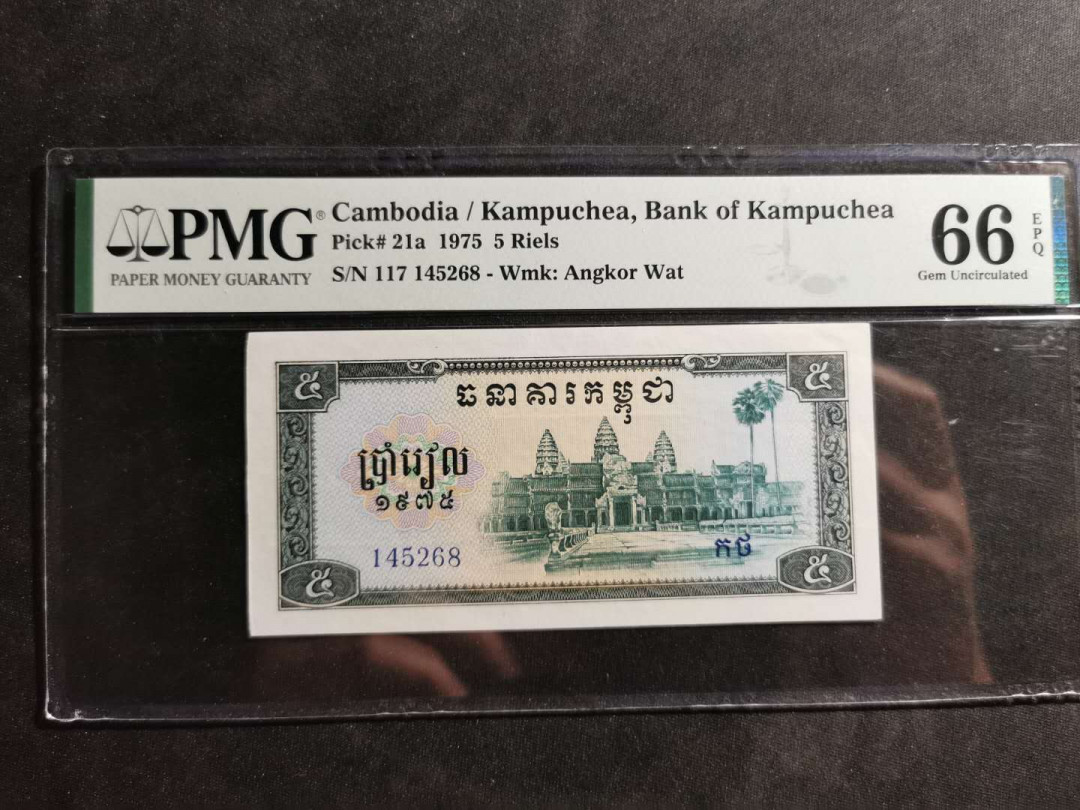 PMG®
PAPER MONEY GUARANTY
Cambodia / Kampuchea, Bank of Kampuchea
Pick# 21a 1975 5 Riels
S/N 117 145268 - Wmk: Angkor Wat
66
EPQ
Gem Uncirculated
៥ ៥
ធនាគារកម្ពុជា
ប្រាំរៀល
១៩៧៥
145268
កថ
៥ ៥